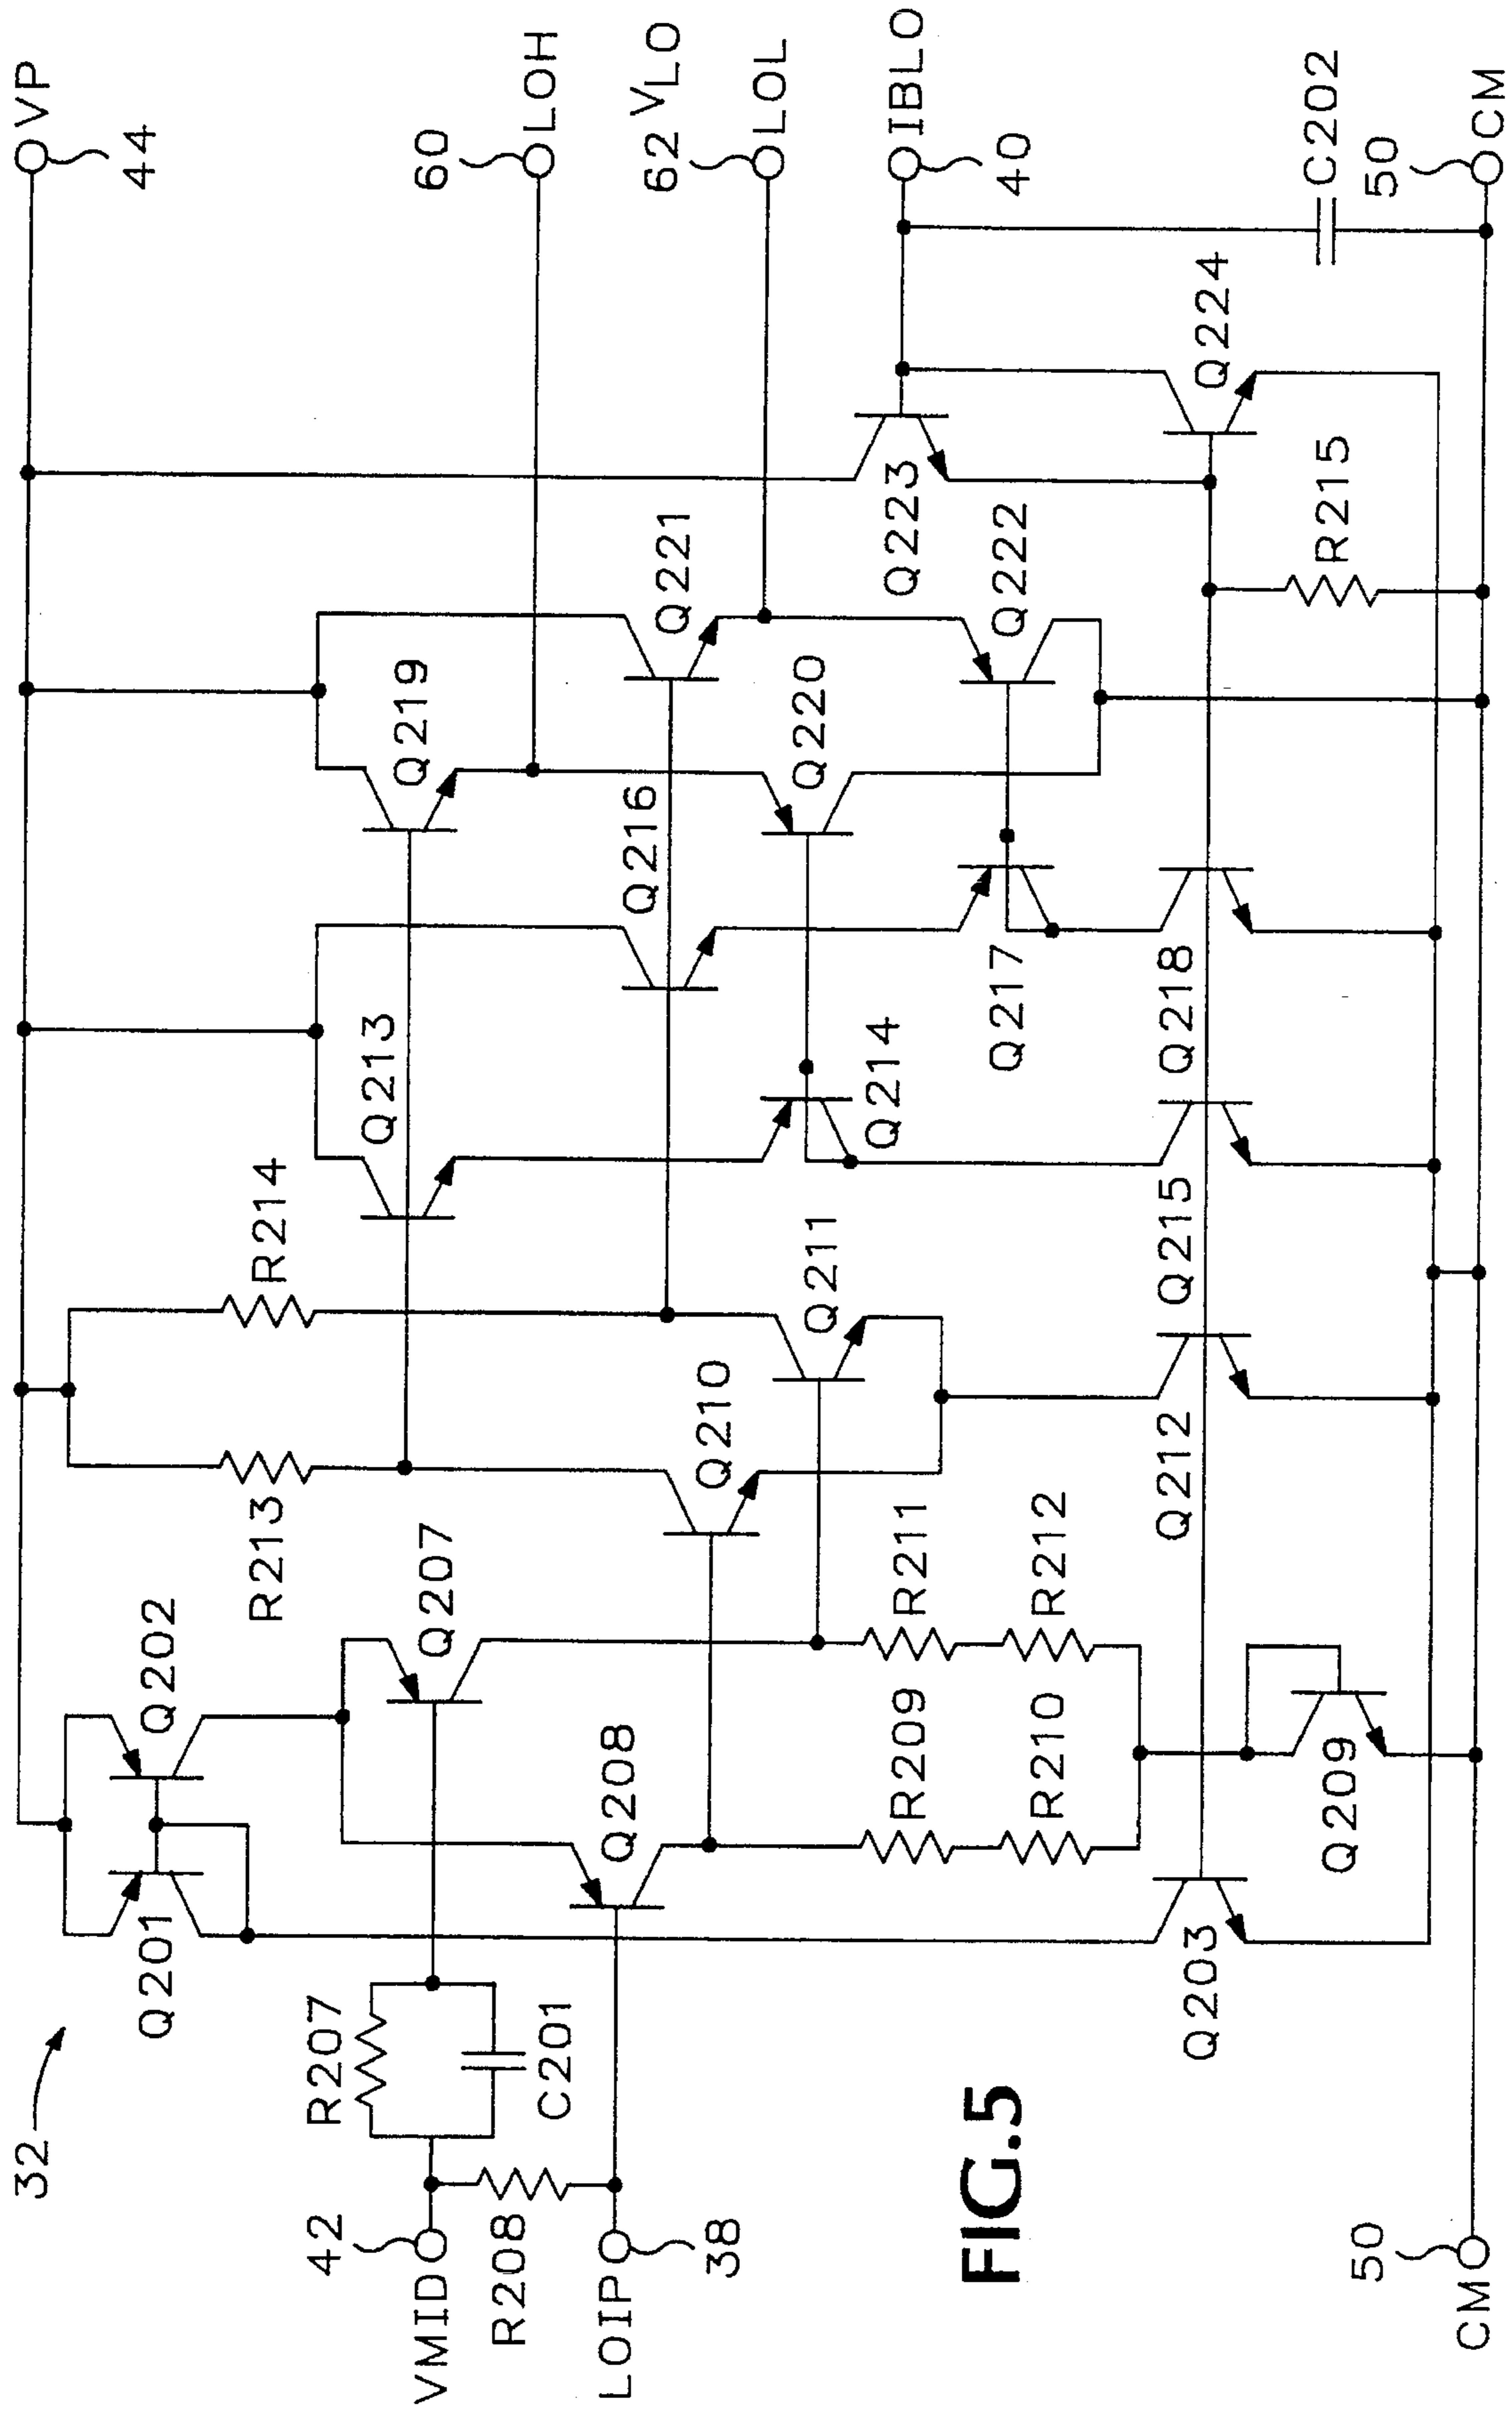 32
VP
44
Q201
Q202
R213
R214
Q213
Q219
60
LOH
R207
C201
Q207
Q216
Q221
62
VLO
LOL
42
VMID
R208
LOIP
38
Q208
Q210
Q211
Q214
Q220
Q223
IBLO
40
R209
R211
R210
R212
Q217
Q222
Q203
Q212
Q215
Q218
Q224
C202
Q209
R215
50
CM
50
CM
FIG.5